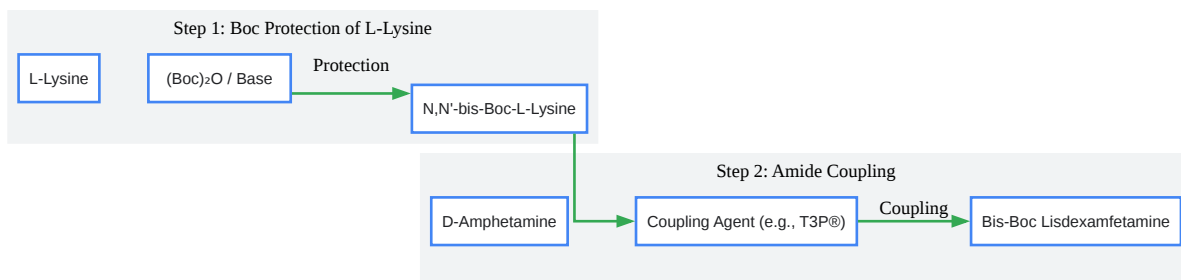 Step 1: Boc Protection of L-Lysine
L-Lysine
(Boc)₂O / Base
Protection
N,N'-bis-Boc-L-Lysine
Step 2: Amide Coupling
D-Amphetamine
Coupling Agent (e.g., T3P®)
Coupling
Bis-Boc Lisdexamfetamine